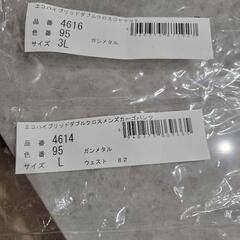 エコハイブリッドダブルクロスジャケット
品 番 4616
色 番 95 ガンメタル
サイズ 3L
エコハイブリッドダブルクロスメンズカーゴパンツ
品 番 4614
色 番 95 ガンメタル
サイズ L ウェスト 82